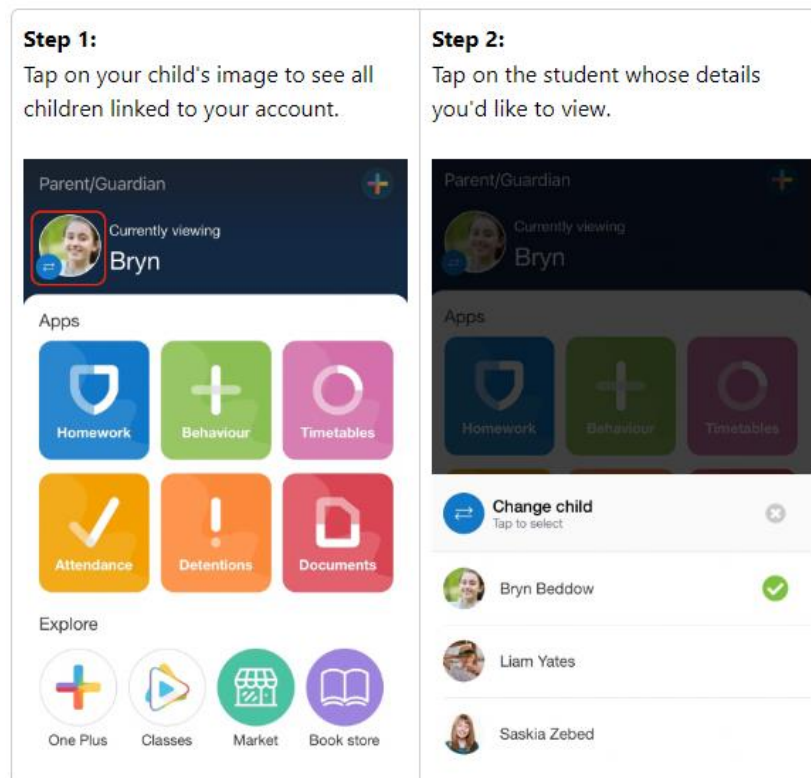 Step 1:
Tap on your child's image to see all
children linked to your account.
Parent/Guardian
Currently viewing
Bryn
Apps
Homework
Behaviour
Timetables
Attendance
Detentions
Documents
Explore
One Plus
Classes
Market
Book store
Step 2:
Tap on the student whose details
you'd like to view.
Parent/Guardian
Currently viewing
Bryn
Apps
Homework
Behaviour
Timetables
Change child
Tap to select
Bryn Beddow
Liam Yates
Saskia Zebed